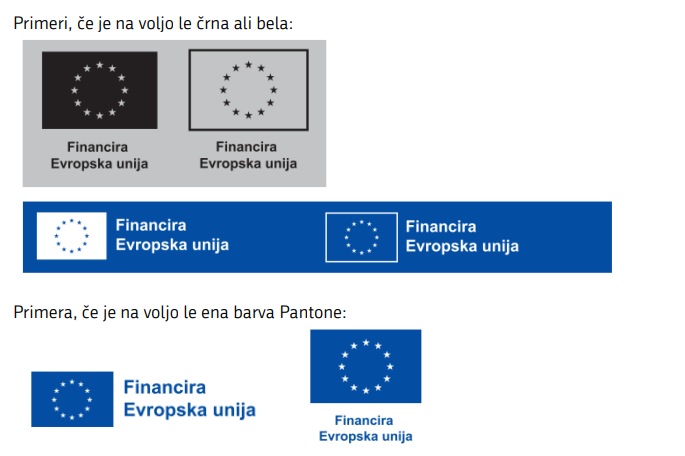 Primeri, če je na voljo le črna ali bela:
Financira
Evropska unija
Financira
Evropska unija
Financira
Evropska unija
Financira
Evropska unija
Primera, če je na voljo le ena barva Pantone:
Financira
Evropska unija
Financira
Evropska unija